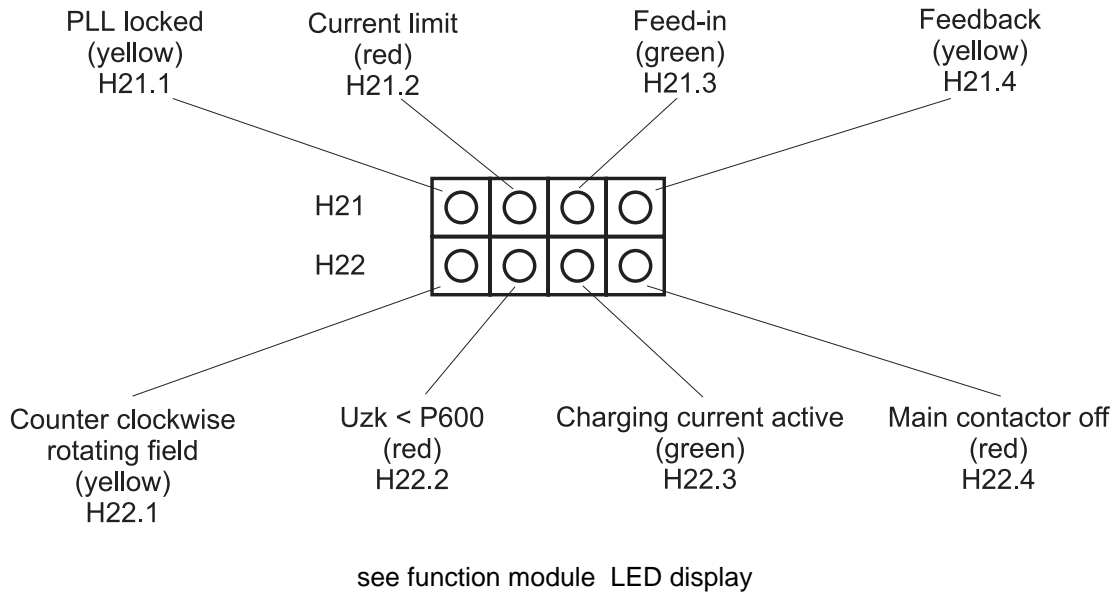 PLL locked
(yellow)
H21.1
Current limit
(red)
H21.2
Feed-in
(green)
H21.3
Feedback
(yellow)
H21.4
H21
H22
Counter clockwise
rotating field
(yellow)
H22.1
Uzk < P600
(red)
H22.2
Charging current active
(green)
H22.3
Main contactor off
(red)
H22.4
see function module LED display